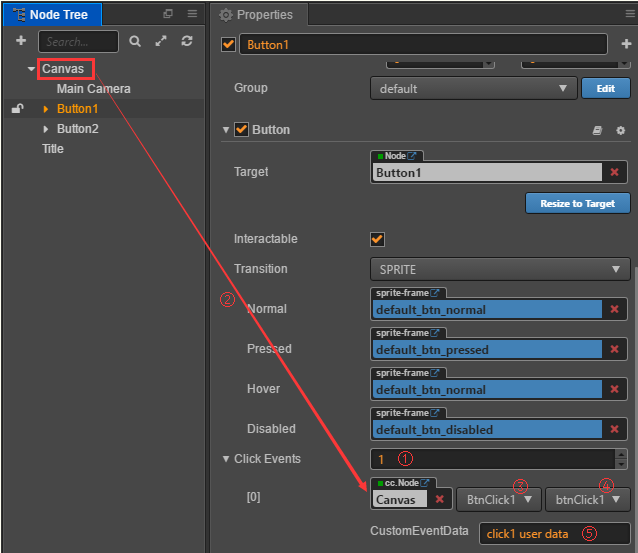 Node Tree
Search...
Canvas
Main Camera
Button1
Button2
Title
Properties
Button1
Group
default
Edit
Button
Target
Node
Button1
Resize to Target
Interactable
Transition
SPRITE
②
sprite-frame
Normal
default_btn_normal
sprite-frame
Pressed
default_btn_pressed
sprite-frame
Hover
default_btn_normal
sprite-frame
Disabled
default_btn_disabled
Click Events
1 ①
cc.Node
[0]
Canvas
BtnClick1 ③
btnClick1 ④
CustomEventData
click1 user data ⑤